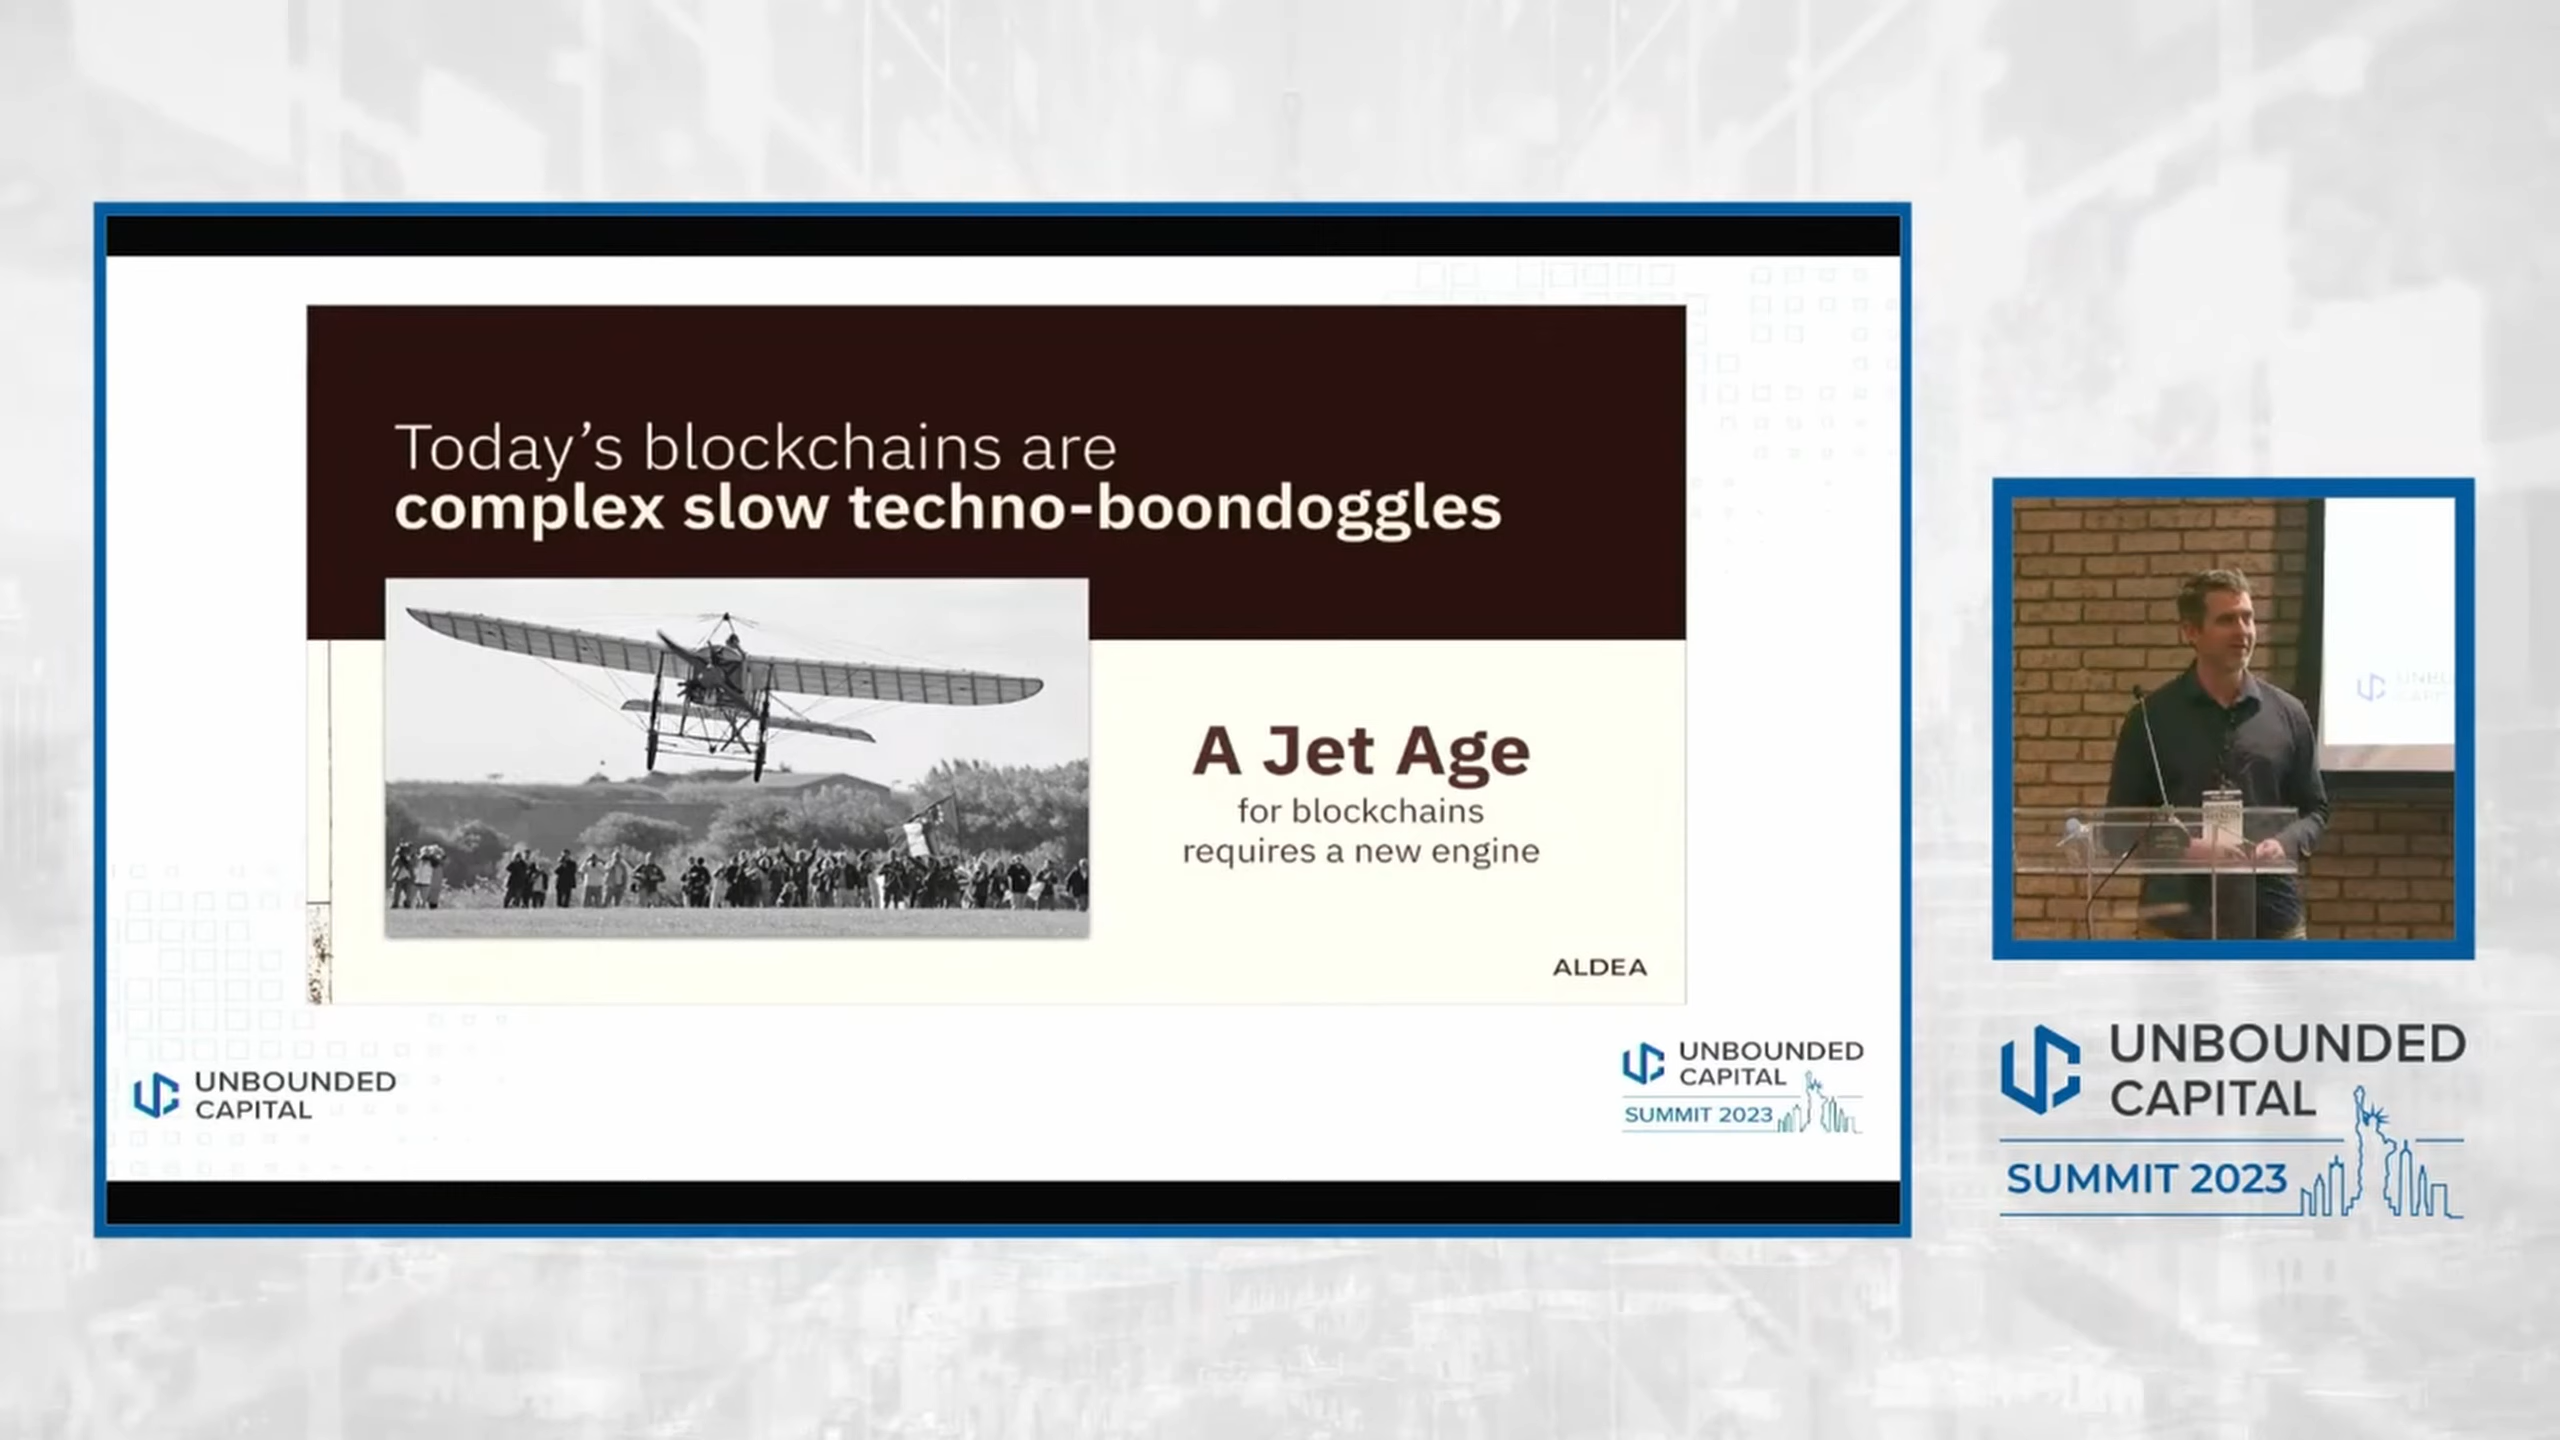 Today's blockchains are
complex slow techno-boondoggles
A Jet Age
for blockchains
requires a new engine
ALDEA
UNBOUNDED
CAPITAL
UNBOUNDED
CAPITAL
SUMMIT 2023
UNBOUNDED
CAPITAL
SUMMIT 2023